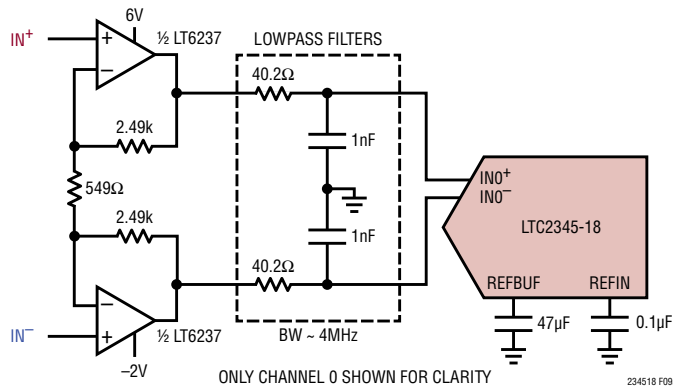 6V
IN+
½ LT6237
LOWPASS FILTERS
+
–
40.2Ω
2.49k
1nF
549Ω
IN0+
IN0–
LTC2345-18
2.49k
1nF
40.2Ω
REFBUF
REFIN
–
+
IN–
½ LT6237
BW ~ 4MHz
47µF
0.1µF
–2V
ONLY CHANNEL 0 SHOWN FOR CLARITY
234518 F09